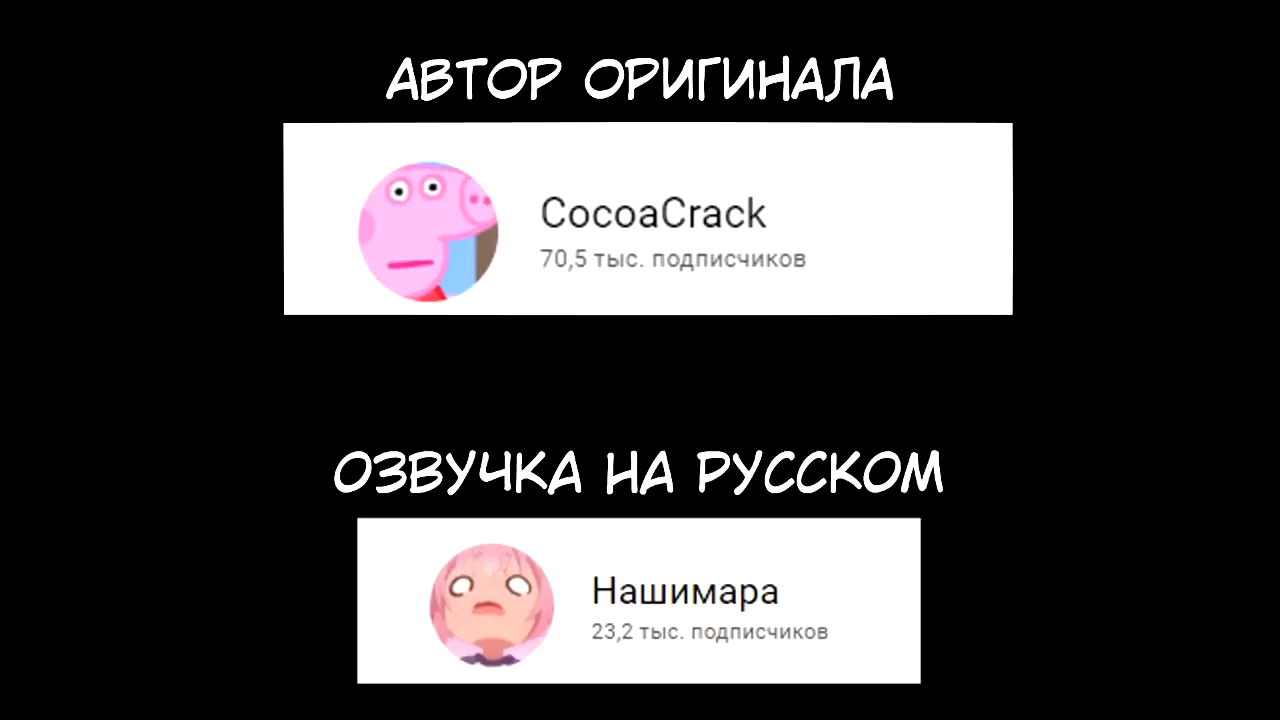 АВТОР ОРИГИНАЛА
CocoaCrack
70,5 тыс. подписчиков
ОЗВУЧКА НА РУССКОМ
Нашимара
23,2 тыс. подписчиков